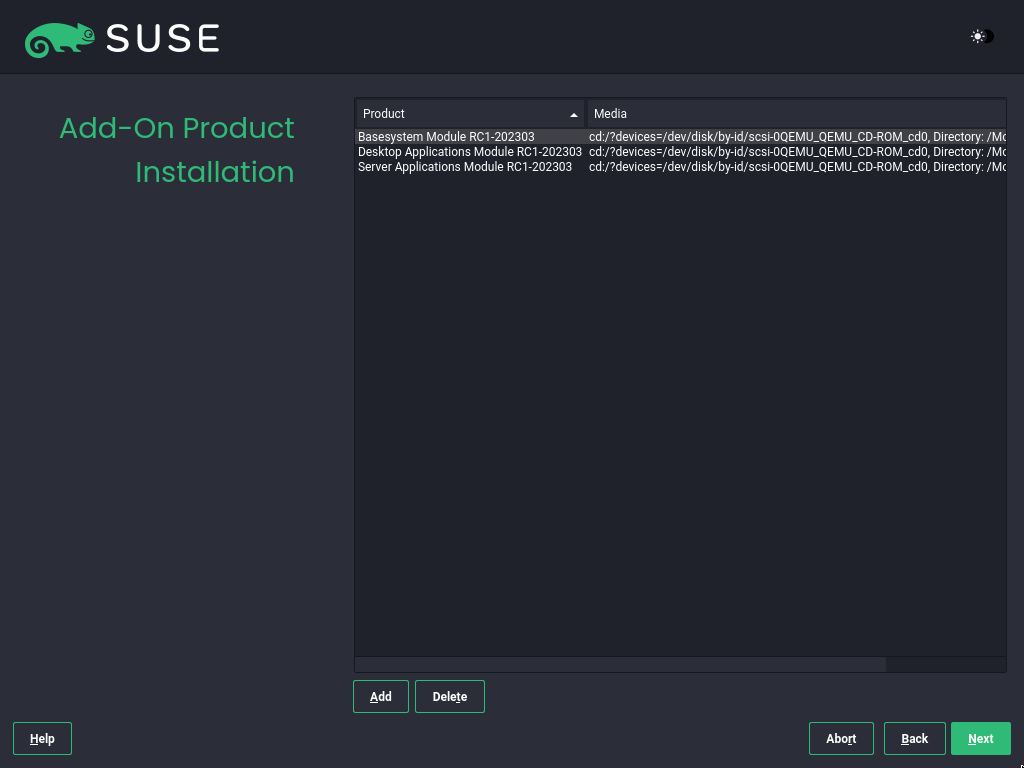 SUSE
Add-On Product
Installation
Product Media
Basesystem Module RC1-202303 cd:/?devices=/dev/disk/by-id/scsi-0QEMU_QEMU_CD-ROM_cd0, Directory: /Mo
Desktop Applications Module RC1-202303 cd:/?devices=/dev/disk/by-id/scsi-0QEMU_QEMU_CD-ROM_cd0, Directory: /Mo
Server Applications Module RC1-202303 cd:/?devices=/dev/disk/by-id/scsi-0QEMU_QEMU_CD-ROM_cd0, Directory: /Mo
Add Delete
Help Abort Back Next